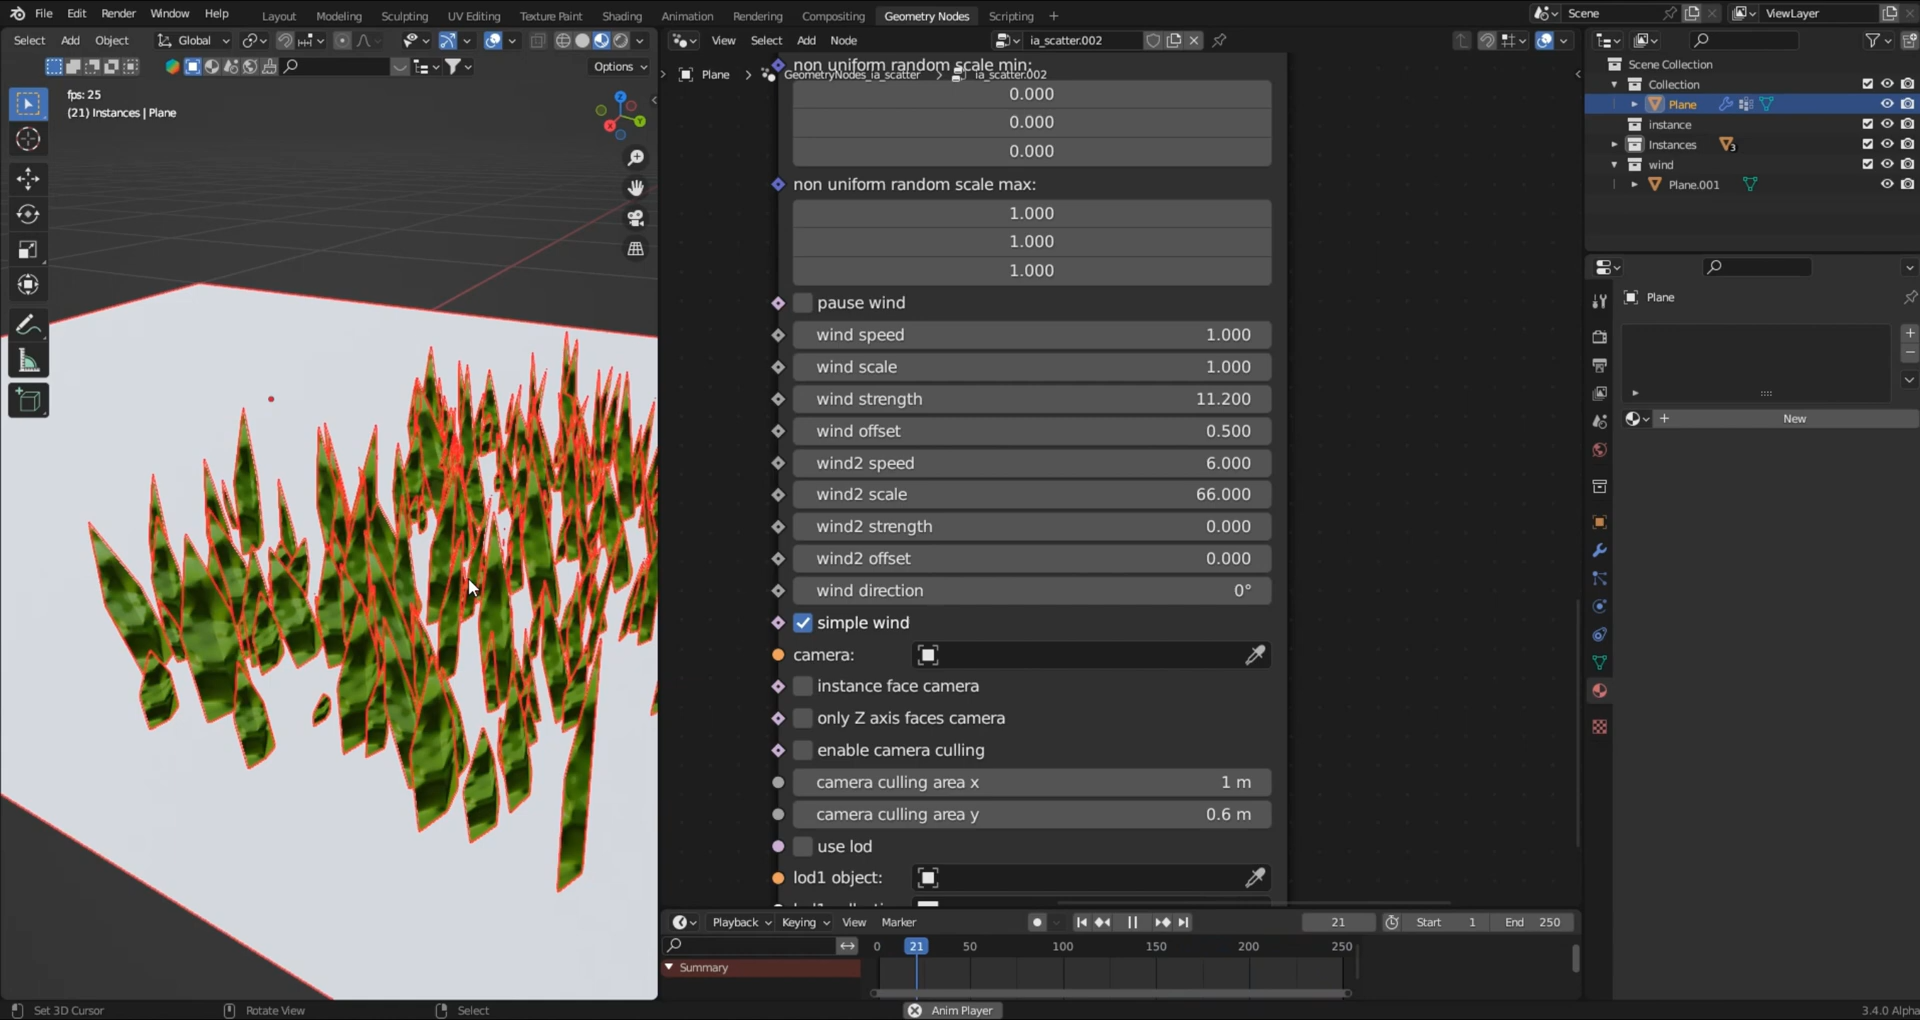 File Edit Render Window Help Layout Modeling Sculpting UV Editing Texture Paint Shading Animation Rendering Compositing Geometry Nodes Scripting + Scene ViewLayer
Select Add Object Global View Select Add Node ia_scatter.002
Options
Plane > GeometryNodes_ia_scatter > ia_scatter.002
fps: 25
(21) Instances | Plane
X
Y
Z
non uniform random scale min:
0.000
0.000
0.000
non uniform random scale max:
1.000
1.000
1.000
pause wind
wind speed 1.000
wind scale 1.000
wind strength 11.200
wind offset 0.500
wind2 speed 6.000
wind2 scale 66.000
wind2 strength 0.000
wind2 offset 0.000
wind direction 0°
simple wind
camera:
instance face camera
only Z axis faces camera
enable camera culling
camera culling area x 1 m
camera culling area y 0.6 m
use lod
lod1 object:
Scene Collection
Collection
Plane
instance
Instances 3
wind
Plane.001
Plane
+ New
Playback Keying View Marker 21 Start 1 End 250
0 21 50 100 150 200 250
Summary
Set 3D Cursor Rotate View Select Anim Player 3.4.0 Alpha